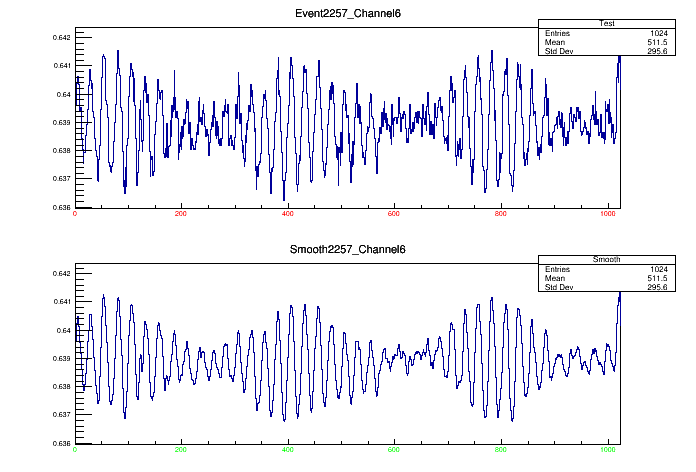 Event2257_Channel6
Test
Entries 1024
Mean 511.5
Std Dev 295.6
0.642
0.641
0.64
0.639
0.638
0.637
0.636
0 200 400 600 800 1000
Smooth2257_Channel6
Smooth
Entries 1024
Mean 511.5
Std Dev 295.6
0.642
0.641
0.64
0.639
0.638
0.637
0.636
0 200 400 600 800 1000